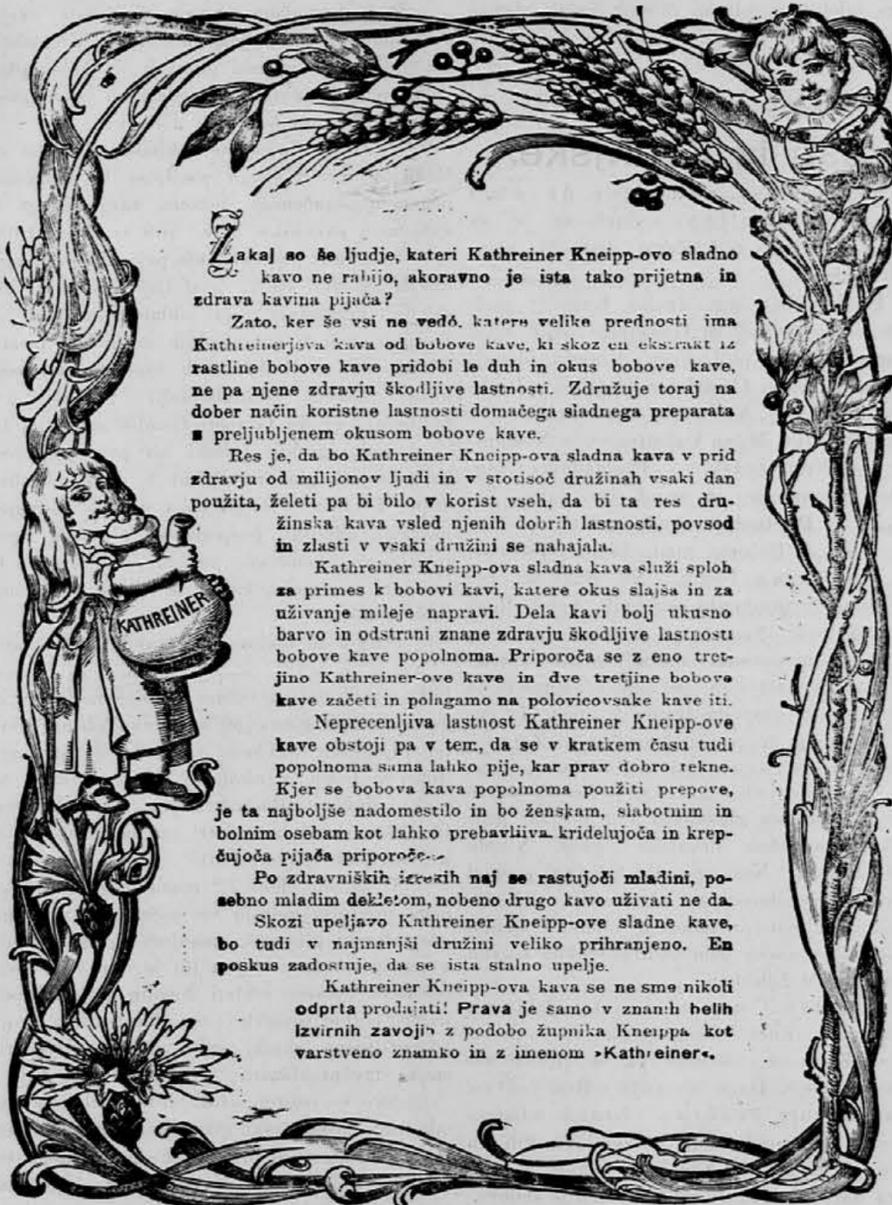 Zakaj so še ljudje, kateri Kathreiner Kneipp-ovo sladno
kavo ne rabijo, akoravno je ista tako prijetna in
zdrava kavina pijača?
Zato, ker še vsi ne vedó, katere velike prednosti ima
Kathreinerjeva kava od bobove kave, ki skoz en ekstrakt iz
rastline bobove kave pridobi le duh in okus bobove kave,
ne pa njene zdravju škodljive lastnosti. Združuje toraj na
dober način koristne lastnosti domačega sladnega preparata
s preljubljenem okusom bobove kave.
Res je, da bo Kathreiner Kneipp-ova sladna kava v prid
zdravju od milijonov ljudi in v stotisoč družinah vsaki dan
použita, želeti pa bi bilo v korist vseh, da bi ta res dru-
žinska kava vsled njenih dobrih lastnosti, povsod
in zlasti v vsaki družini se nahajala.
Kathreiner Kneipp-ova sladna kava služi sploh
za primes k bobovi kavi, katere okus slajša in za
uživanje mileje napravi. Dela kavi bolj ukusno
barvo in odstrani znane zdravju škodljive lastnosti
bobove kave popolnoma. Priporoča se z eno tret-
jino Kathreiner-ove kave in dve tretjine bobove
kave začeti in polagamo na polovico vsake kave iti.
Neprecenljiva lastnost Kathreiner Kneipp-ove
kave obstoji pa v tem, da se v kratkem času tudi
popolnoma sama lahko pije, kar prav dobro tekne.
Kjer se bobova kava popolnoma použiti prepove,
je ta najboljše nadomestilo in bo ženskam, slabotnim in
bolnim osebam kot lahko prebavljiva, kridelujoča in krep-
čujoča pijača
Po zdravniških izrekih naj se rastujoči mladini, po-
sebno mladim dekletom, nobeno drugo kavo uživati ne da.
Skozi upeljavo Kathreiner Kneipp-ove sladne kave,
bo tudi v najmanjši družini veliko prihranjeno. En
poskus zadostuje, da se ista stalno upelje.
Kathreiner Kneipp-ova kava se ne sme nikoli
odprta prodajati! Prava je samo v znanih belih
Izvirnih zavojih z podobo župnika Kneippa kot
varstveno znamko in z imenom »Kathreiner«.
KATHREINER